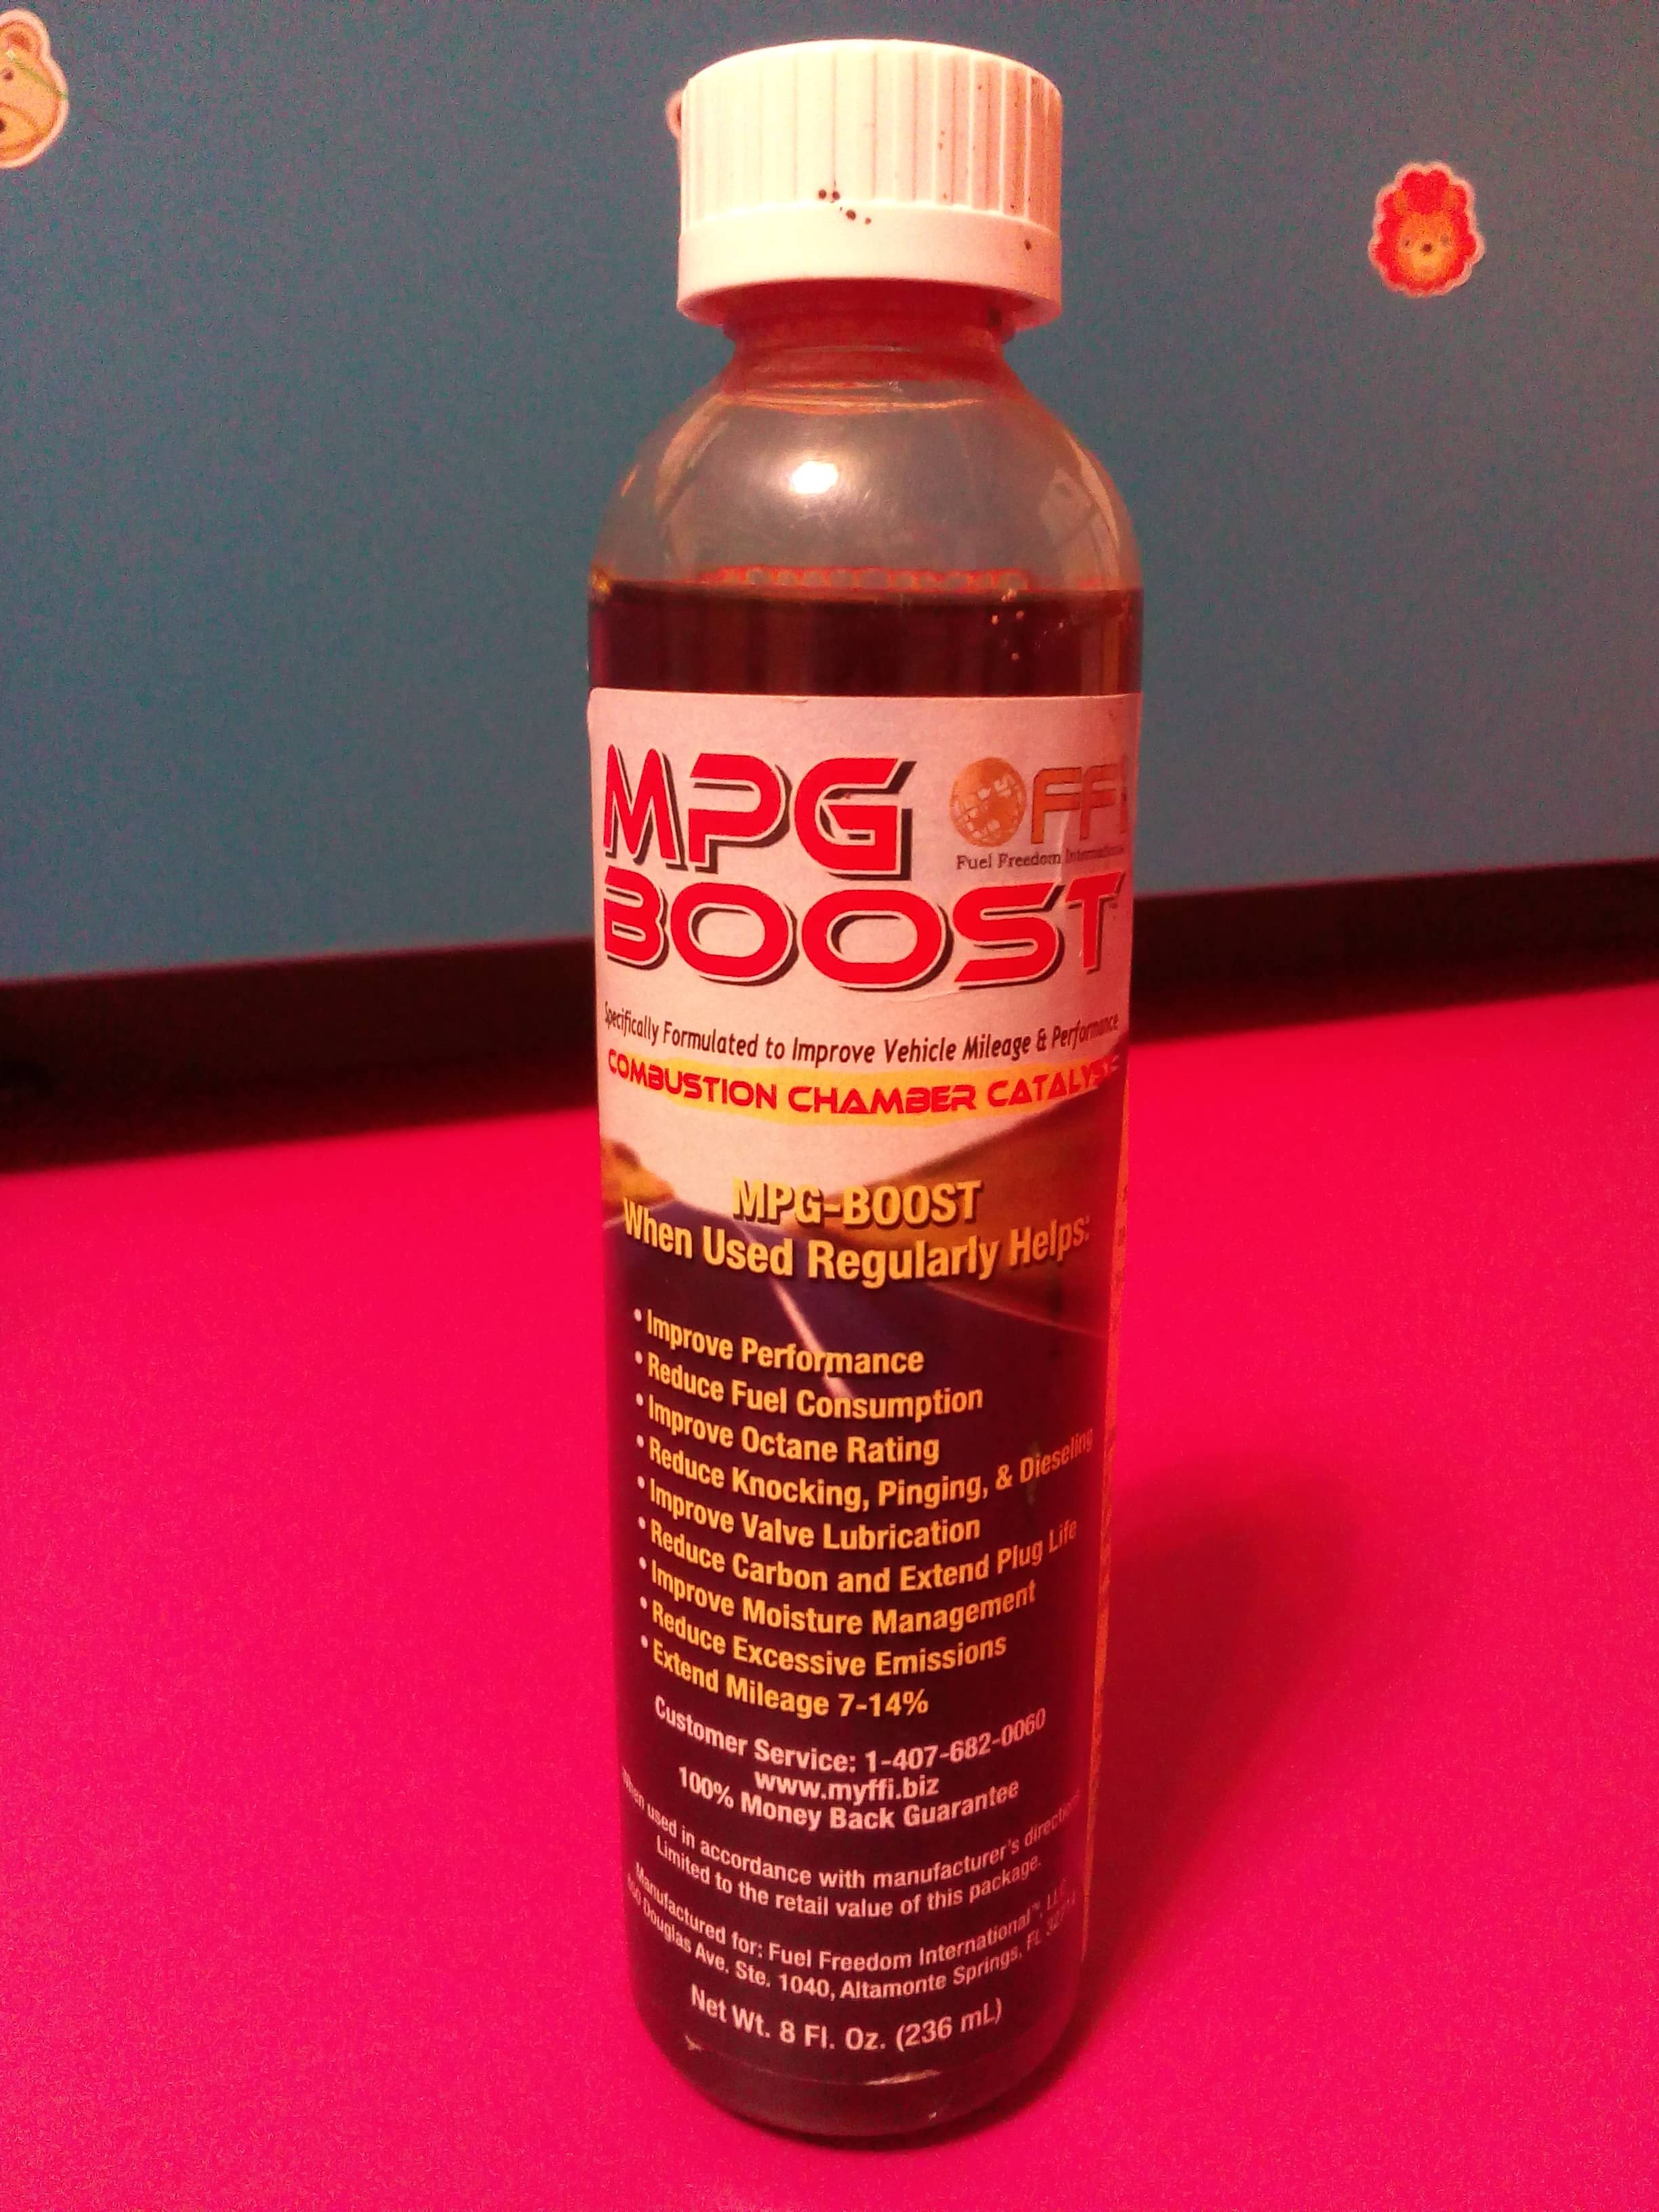 MPG FFi
Fuel Freedom International
BOOST
Specifically Formulated to Improve Vehicle Mileage & Performance
COMBUSTION CHAMBER CATALYST
MPG-BOOST
When Used Regularly Helps:
• Improve Performance
• Reduce Fuel Consumption
• Improve Octane Rating
• Reduce Knocking, Pinging, & Dieseling
• Improve Valve Lubrication
• Reduce Carbon and Extend Plug Life
• Improve Moisture Management
• Reduce Excessive Emissions
• Extend Mileage 7-14%
Customer Service: 1-407-682-0060
www.myffi.biz
100% Money Back Guarantee
When used in accordance with manufacturer's directions.
Limited to the retail value of this package.
Manufactured for: Fuel Freedom International™, LLC
Douglas Ave. Ste. 1040, Altamonte Springs, FL
Net Wt. 8 Fl. Oz. (236 mL)